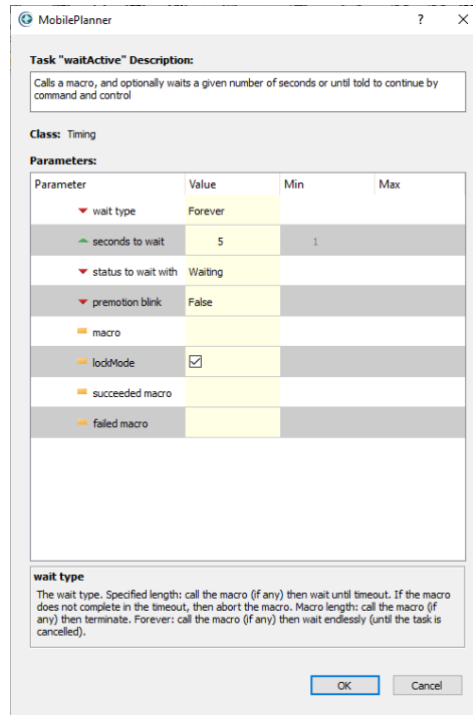 MobilePlanner
Task "waitActive" Description:
Calls a macro, and optionally waits a given number of seconds or until told to continue by
command and control
Class: Timing
Parameters:
Parameter Value Min Max
wait type Forever
seconds to wait 5 1
status to wait with Waiting
premotion blink False
macro
lockMode
succeeded macro
failed macro
wait type
The wait type. Specified length: call the macro (if any) then wait until timeout. If the macro
does not complete in the timeout, then abort the macro. Macro length: call the macro (if
any) then terminate. Forever: call the macro (if any) then wait endlessly (until the task is
cancelled).
OK Cancel